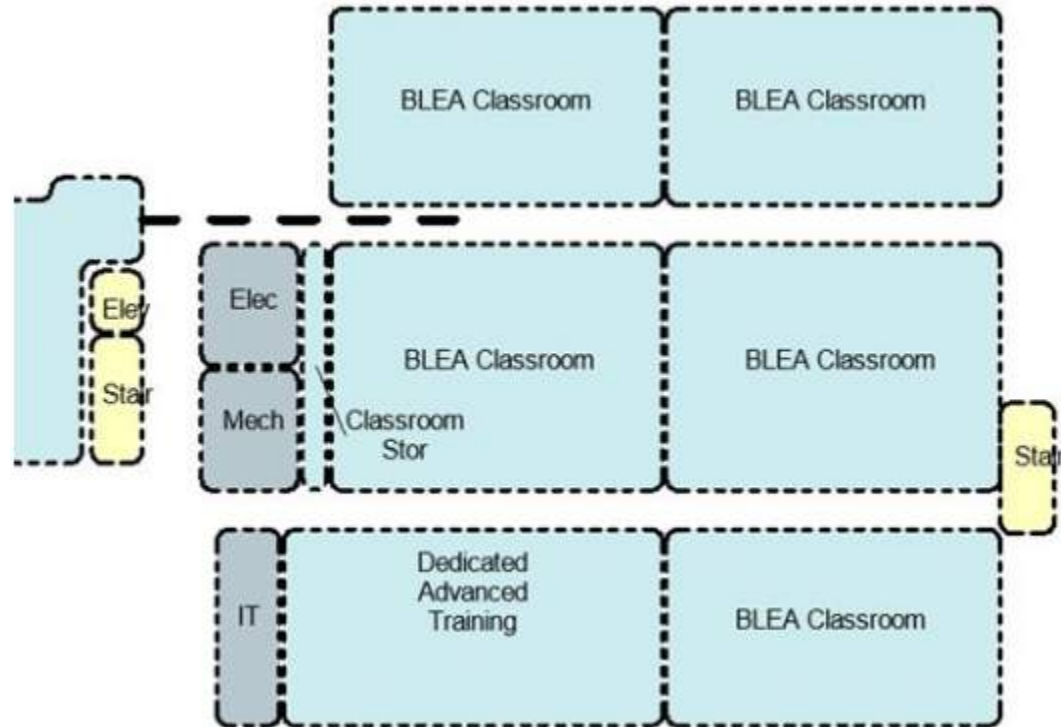 BLEA Classroom
BLEA Classroom
Elev
Elec
BLEA Classroom
BLEA Classroom
Stair
Mech
Classroom
Stor
Stair
IT
Dedicated
Advanced
Training
BLEA Classroom